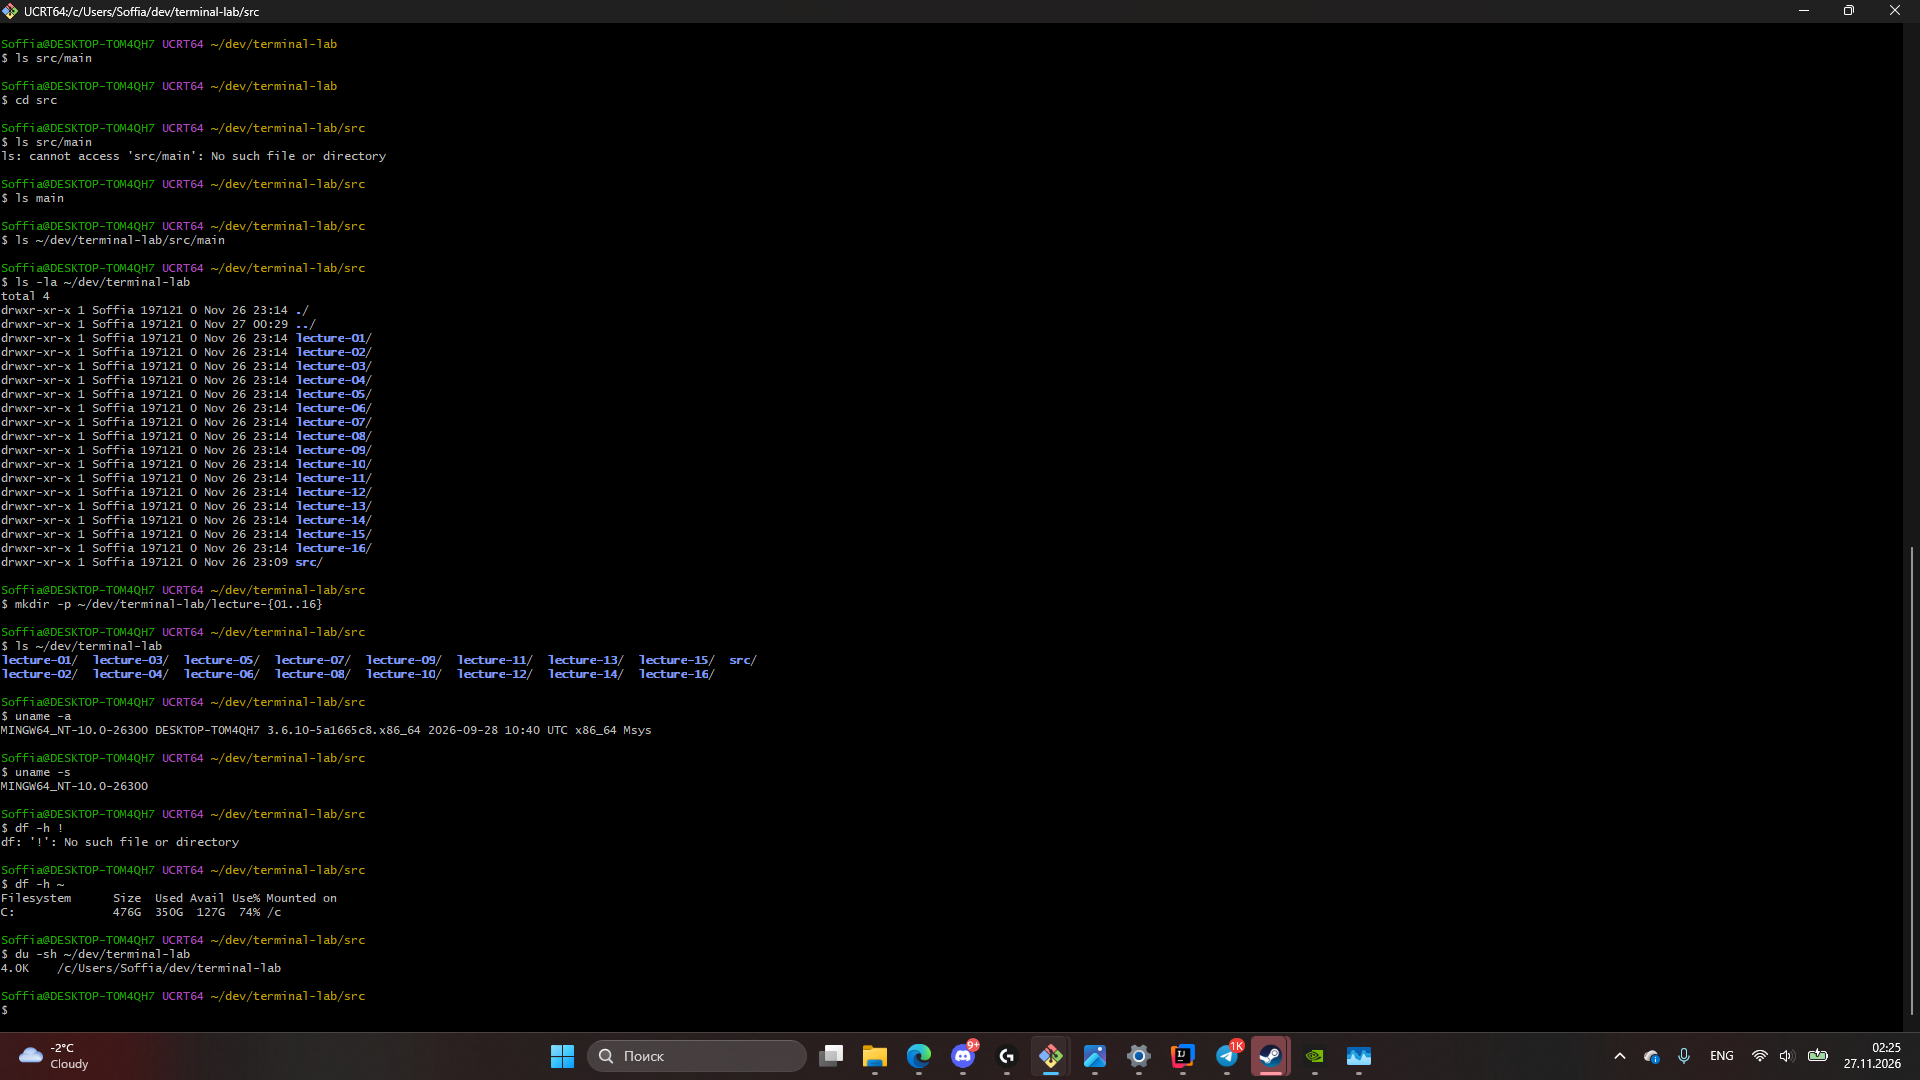 UCRT64:/c/Users/Soffia/dev/terminal-lab/src
Soffia@DESKTOP-TOM4QH7 UCRT64 ~/dev/terminal-lab
$ ls src/main
Soffia@DESKTOP-TOM4QH7 UCRT64 ~/dev/terminal-lab
$ cd src
Soffia@DESKTOP-TOM4QH7 UCRT64 ~/dev/terminal-lab/src
$ ls src/main
ls: cannot access 'src/main': No such file or directory
Soffia@DESKTOP-TOM4QH7 UCRT64 ~/dev/terminal-lab/src
$ ls main
Soffia@DESKTOP-TOM4QH7 UCRT64 ~/dev/terminal-lab/src
$ ls ~/dev/terminal-lab/src/main
Soffia@DESKTOP-TOM4QH7 UCRT64 ~/dev/terminal-lab/src
$ ls -la ~/dev/terminal-lab
total 4
drwxr-xr-x 1 Soffia 197121 0 Nov 26 23:14 ./
drwxr-xr-x 1 Soffia 197121 0 Nov 27 00:29 ../
drwxr-xr-x 1 Soffia 197121 0 Nov 26 23:14 lecture-01/
drwxr-xr-x 1 Soffia 197121 0 Nov 26 23:14 lecture-02/
drwxr-xr-x 1 Soffia 197121 0 Nov 26 23:14 lecture-03/
drwxr-xr-x 1 Soffia 197121 0 Nov 26 23:14 lecture-04/
drwxr-xr-x 1 Soffia 197121 0 Nov 26 23:14 lecture-05/
drwxr-xr-x 1 Soffia 197121 0 Nov 26 23:14 lecture-06/
drwxr-xr-x 1 Soffia 197121 0 Nov 26 23:14 lecture-07/
drwxr-xr-x 1 Soffia 197121 0 Nov 26 23:14 lecture-08/
drwxr-xr-x 1 Soffia 197121 0 Nov 26 23:14 lecture-09/
drwxr-xr-x 1 Soffia 197121 0 Nov 26 23:14 lecture-10/
drwxr-xr-x 1 Soffia 197121 0 Nov 26 23:14 lecture-11/
drwxr-xr-x 1 Soffia 197121 0 Nov 26 23:14 lecture-12/
drwxr-xr-x 1 Soffia 197121 0 Nov 26 23:14 lecture-13/
drwxr-xr-x 1 Soffia 197121 0 Nov 26 23:14 lecture-14/
drwxr-xr-x 1 Soffia 197121 0 Nov 26 23:14 lecture-15/
drwxr-xr-x 1 Soffia 197121 0 Nov 26 23:14 lecture-16/
drwxr-xr-x 1 Soffia 197121 0 Nov 26 23:09 src/
Soffia@DESKTOP-TOM4QH7 UCRT64 ~/dev/terminal-lab/src
$ mkdir -p ~/dev/terminal-lab/lecture-{01..16}
Soffia@DESKTOP-TOM4QH7 UCRT64 ~/dev/terminal-lab/src
$ ls ~/dev/terminal-lab
lecture-01/ lecture-03/ lecture-05/ lecture-07/ lecture-09/ lecture-11/ lecture-13/ lecture-15/ src/
lecture-02/ lecture-04/ lecture-06/ lecture-08/ lecture-10/ lecture-12/ lecture-14/ lecture-16/
Soffia@DESKTOP-TOM4QH7 UCRT64 ~/dev/terminal-lab/src
$ uname -a
MINGW64_NT-10.0-26300 DESKTOP-TOM4QH7 3.6.10-5a1665c8.x86_64 2026-09-28 10:40 UTC x86_64 Msys
Soffia@DESKTOP-TOM4QH7 UCRT64 ~/dev/terminal-lab/src
$ uname -s
MINGW64_NT-10.0-26300
Soffia@DESKTOP-TOM4QH7 UCRT64 ~/dev/terminal-lab/src
$ df -h !
df: '!': No such file or directory
Soffia@DESKTOP-TOM4QH7 UCRT64 ~/dev/terminal-lab/src
$ df -h ~
Filesystem Size Used Avail Use% Mounted on
C: 476G 350G 127G 74% /c
Soffia@DESKTOP-TOM4QH7 UCRT64 ~/dev/terminal-lab/src
$ du -sh ~/dev/terminal-lab
4.0K /c/Users/Soffia/dev/terminal-lab
Soffia@DESKTOP-TOM4QH7 UCRT64 ~/dev/terminal-lab/src
$
-2°C
Cloudy
Поиск
9+
IJ
1K
ENG
02:25
27.11.2026